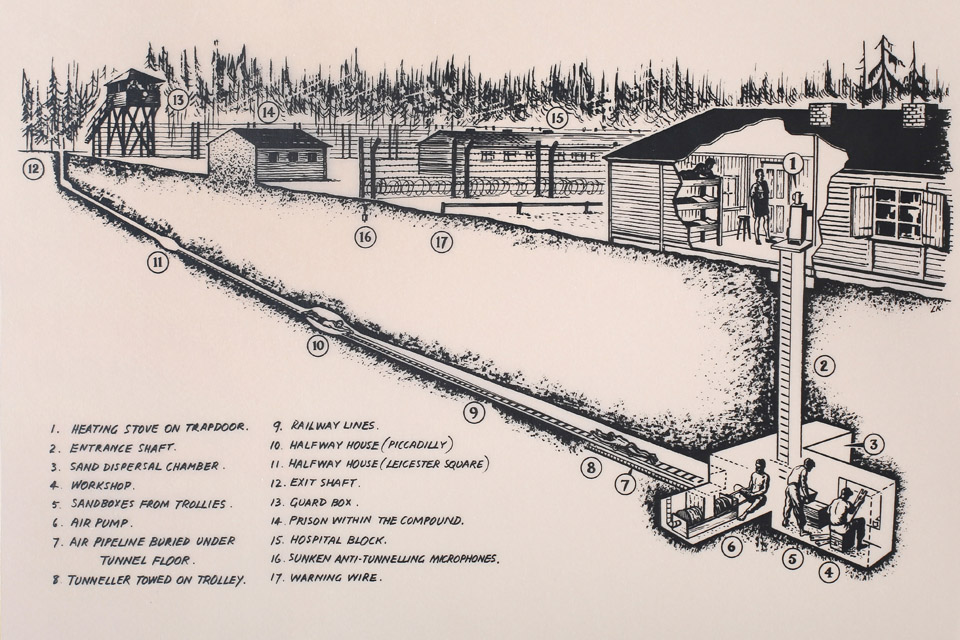 13
14
15
1
12
16
17
11
10
2
9
3
8
7
6
5
4
LR
1. HEATING STOVE ON TRAPDOOR.
2. ENTRANCE SHAFT.
3. SAND DISPERSAL CHAMBER.
4. WORKSHOP.
5. SANDBOXES FROM TROLLIES.
6. AIR PUMP.
7. AIR PIPELINE BURIED UNDER
TUNNEL FLOOR.
8. TUNNELLER TOWED ON TROLLEY.
9. RAILWAY LINES.
10. HALFWAY HOUSE (PICCADILLY)
11. HALFWAY HOUSE (LEICESTER SQUARE)
12. EXIT SHAFT.
13. GUARD BOX.
14. PRISON WITHIN THE COMPOUND.
15. HOSPITAL BLOCK.
16. SUNKEN ANTI-TUNNELLING MICROPHONES.
17. WARNING WIRE.